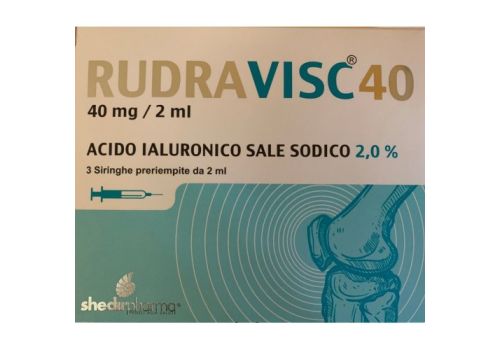 RUDRAVISC®40
40 mg / 2 ml
ACIDO IALURONICO SALE SODICO 2,0 %
3 Siringhe preriempite da 2 ml
shedirpharma®